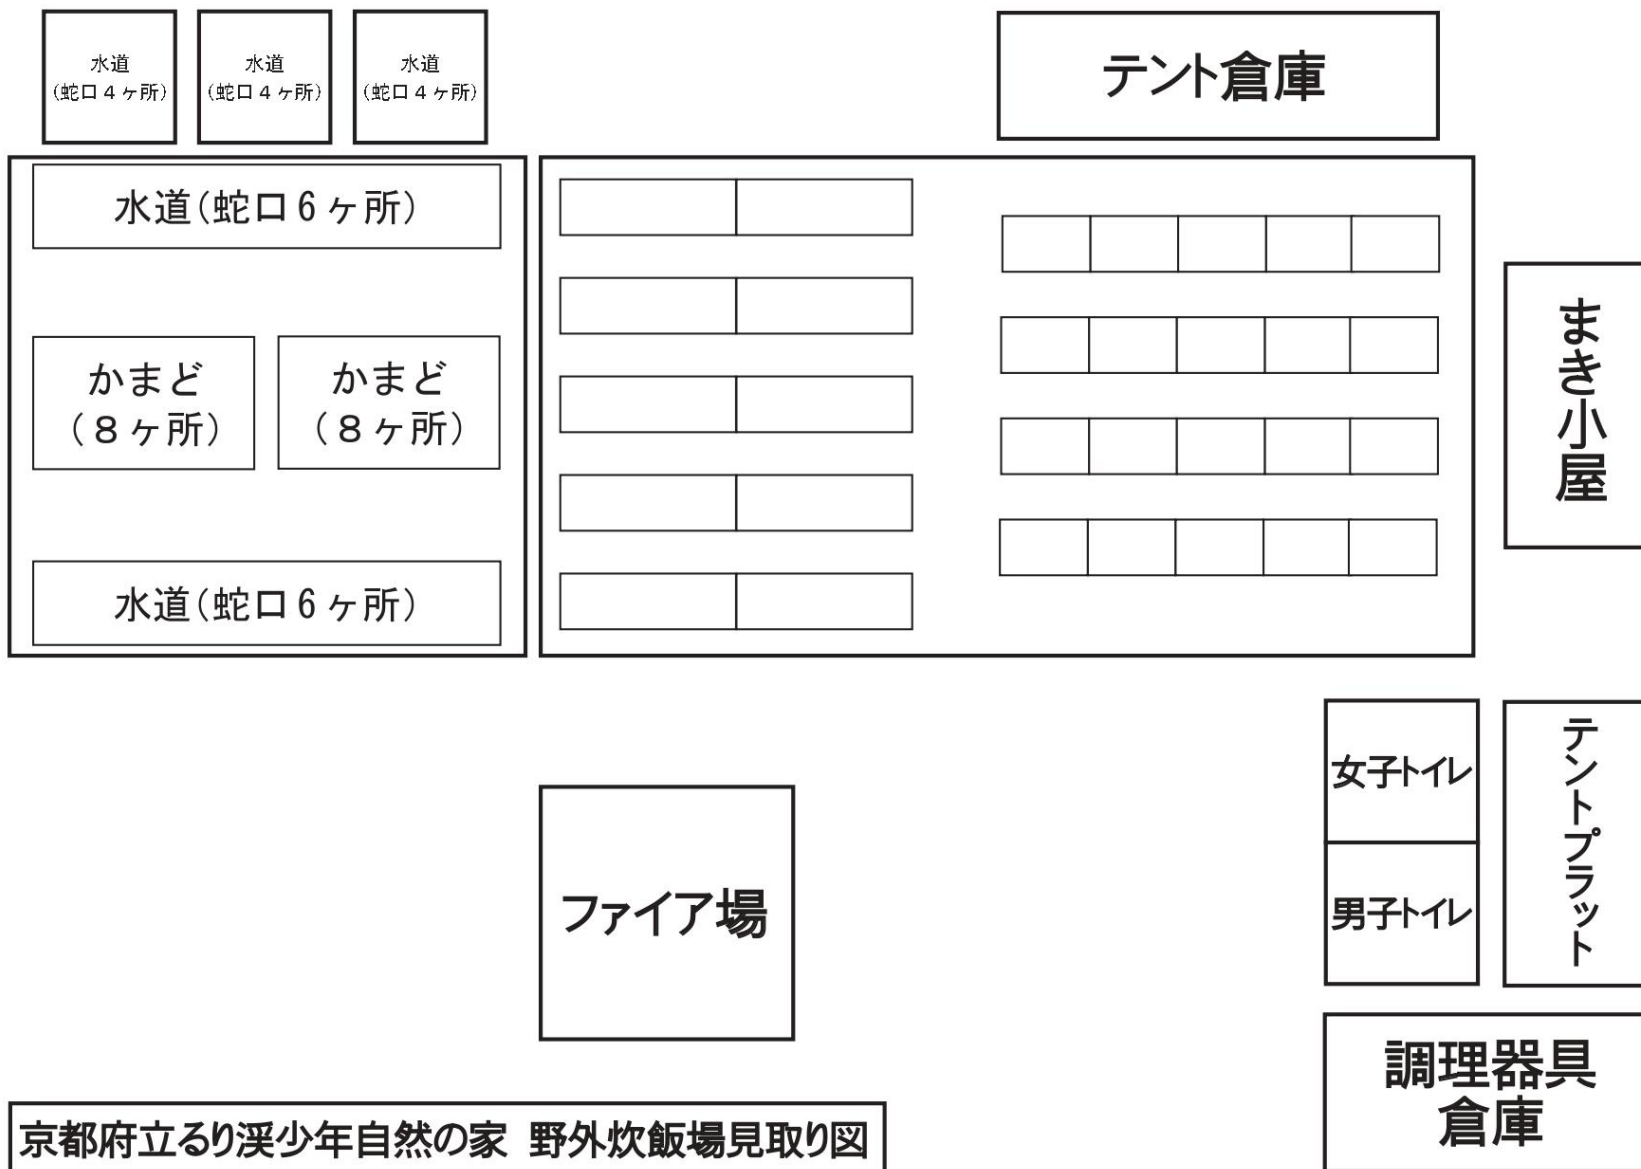 水道
(蛇口4ヶ所)
水道
(蛇口4ヶ所)
水道
(蛇口4ヶ所)
テント倉庫
水道(蛇口6ヶ所)
かまど
(8ヶ所)
かまど
(8ヶ所)
水道(蛇口6ヶ所)
まき小屋
女子トイレ
男子トイレ
テントプラット
ファイア場
調理器具
倉庫
京都府立るり渓少年自然の家 野外炊飯場見取り図